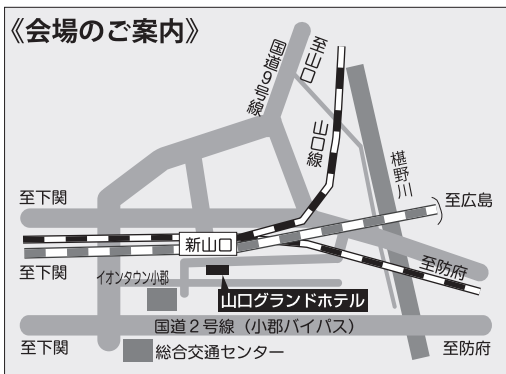 《会場のご案内》
国道9号線
至山口
山口線
椹野川
至下関
至広島
新山口
至下関
至防府
イオンタウン小郡
山口グランドホテル
国道2号線（小郡バイパス）
至下関
総合交通センター
至防府